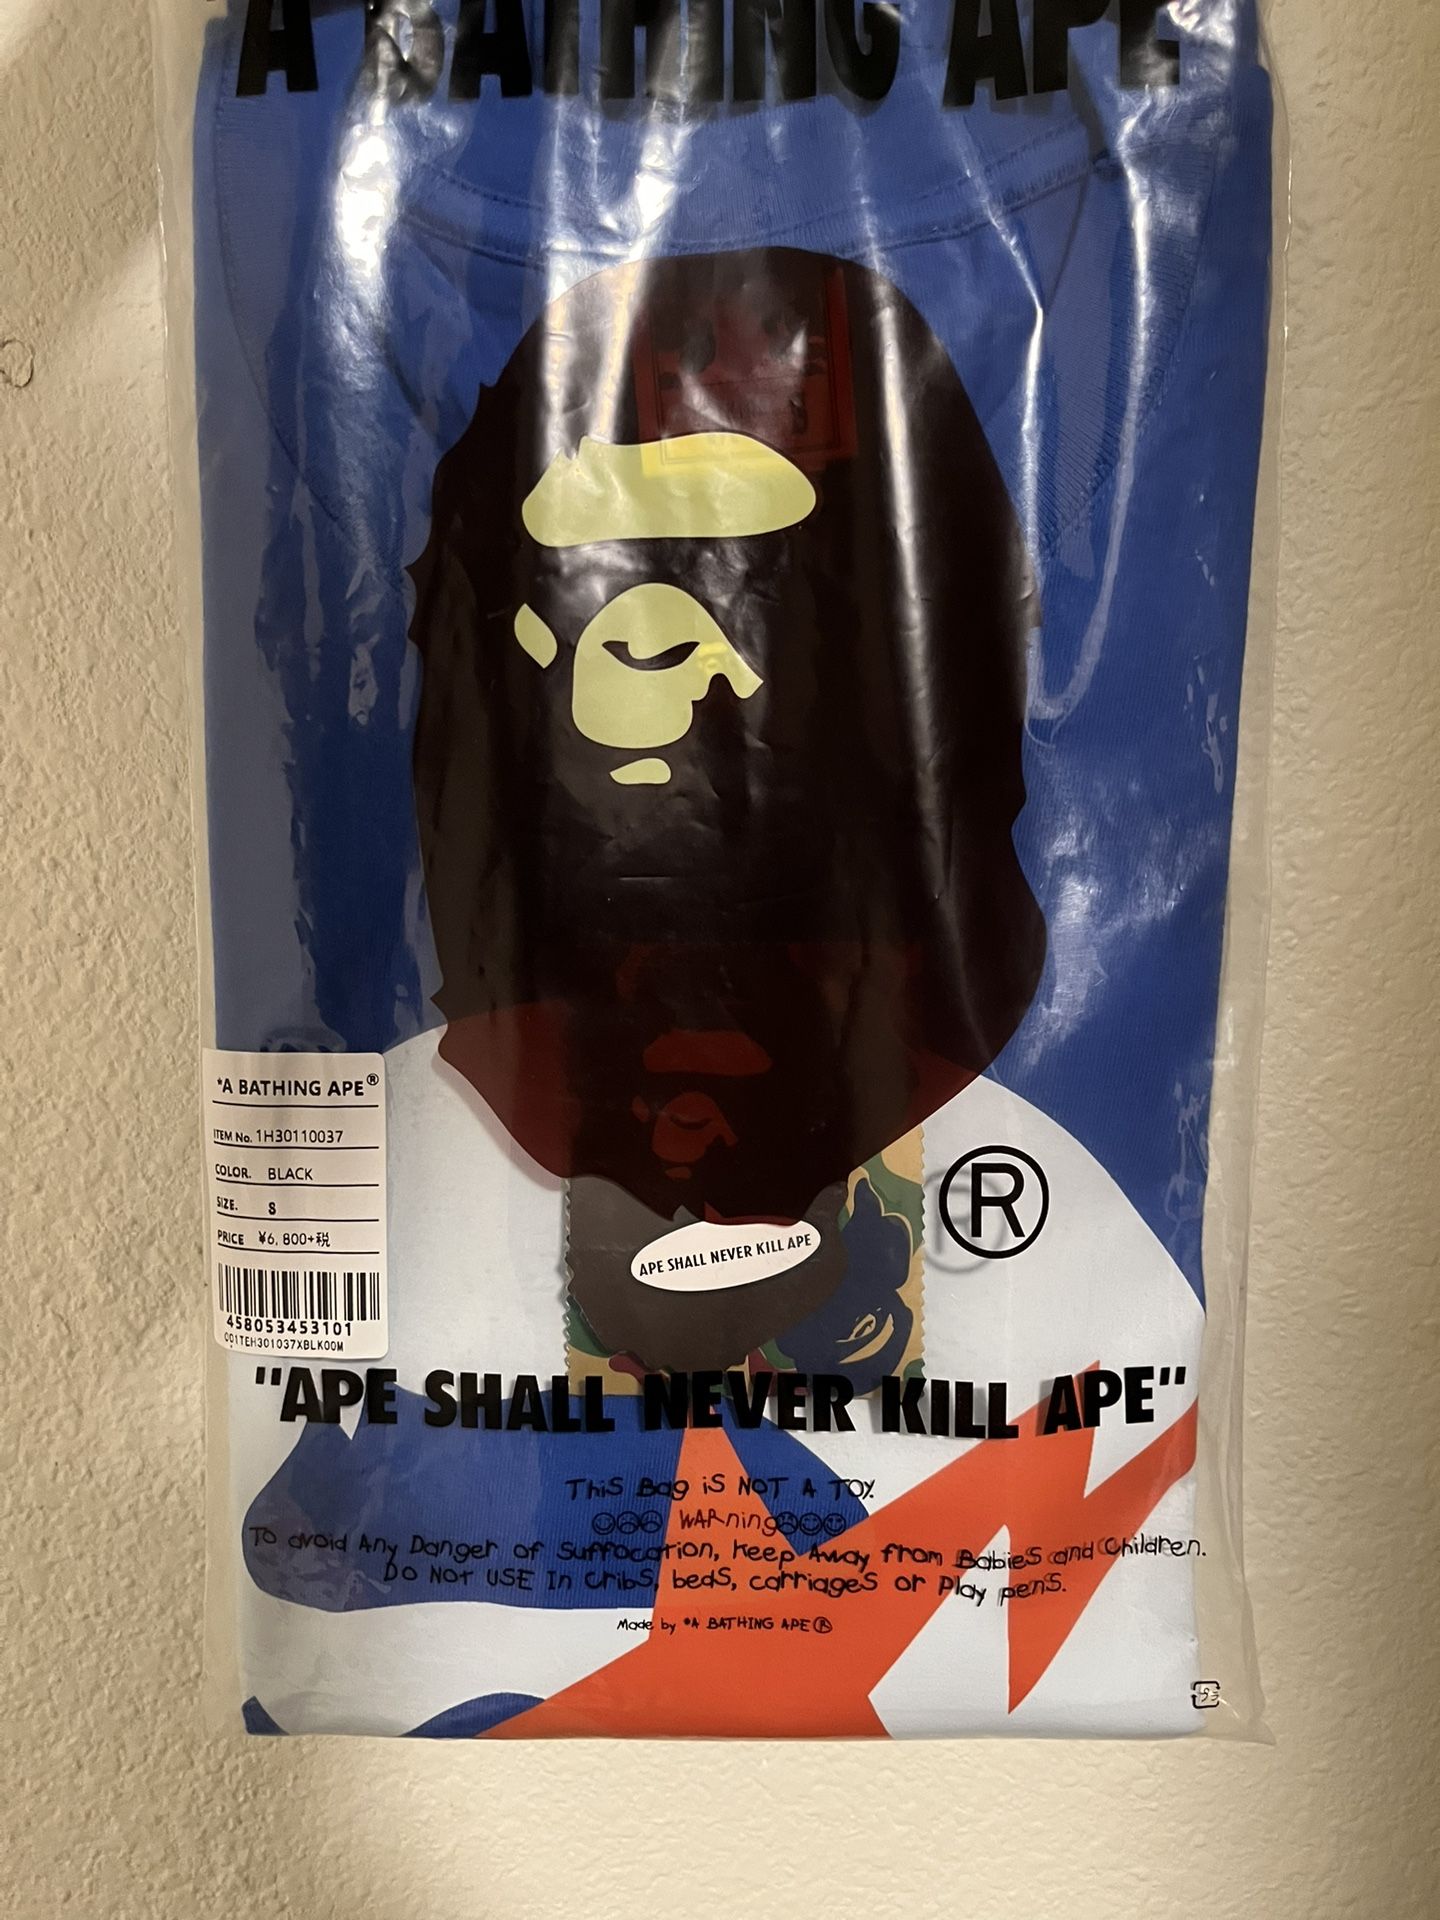 A BATHING APE
*A BATHING APE®
ITEM No. 1H30110037
COLOR. BLACK
SIZE. S
PRICE ¥6,800+税
458053453101
001TEH301037XBLK00M
®
APE SHALL NEVER KILL APE
"APE SHALL NEVER KILL APE"
This Bag iS NOT A TOY.
WARning
To avoid Any Danger of Suffocation, Keep Away from Babies and Children.
Do NoT USE In CribS, bedS, carriageS or Play penS.
Made by *A BATHING APE®